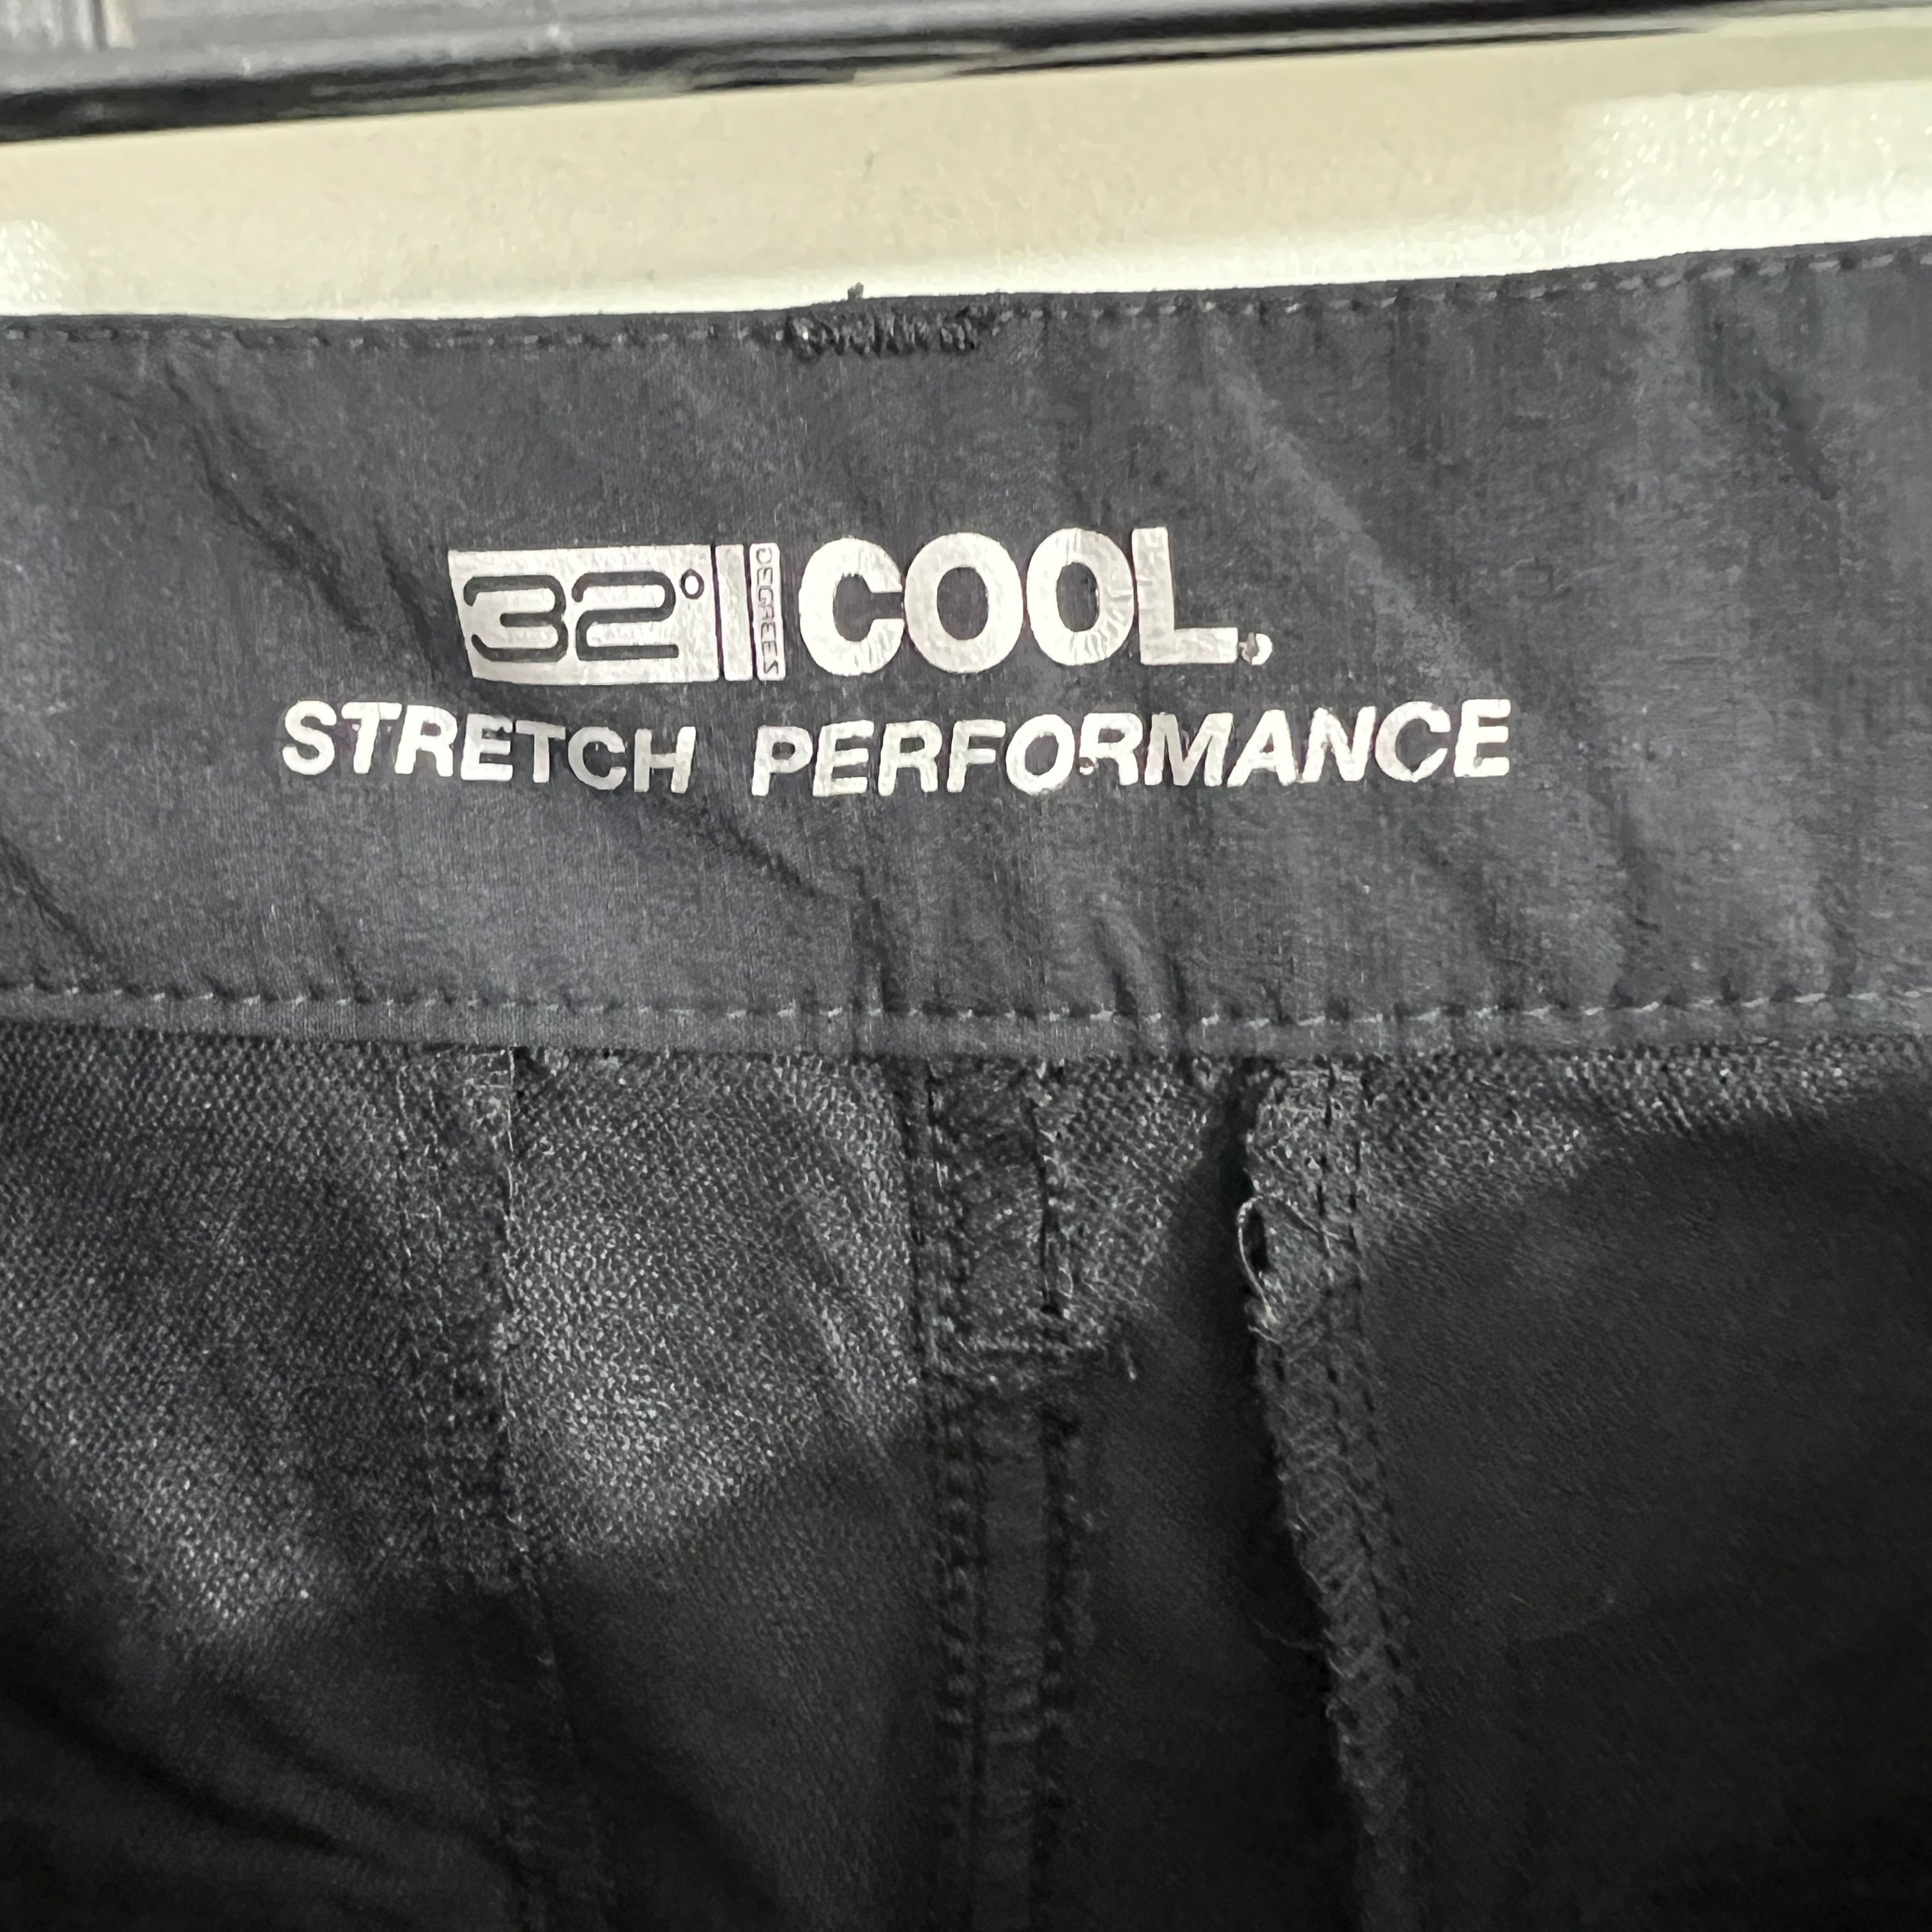 32° DEGREES COOL.
STRETCH PERFORMANCE